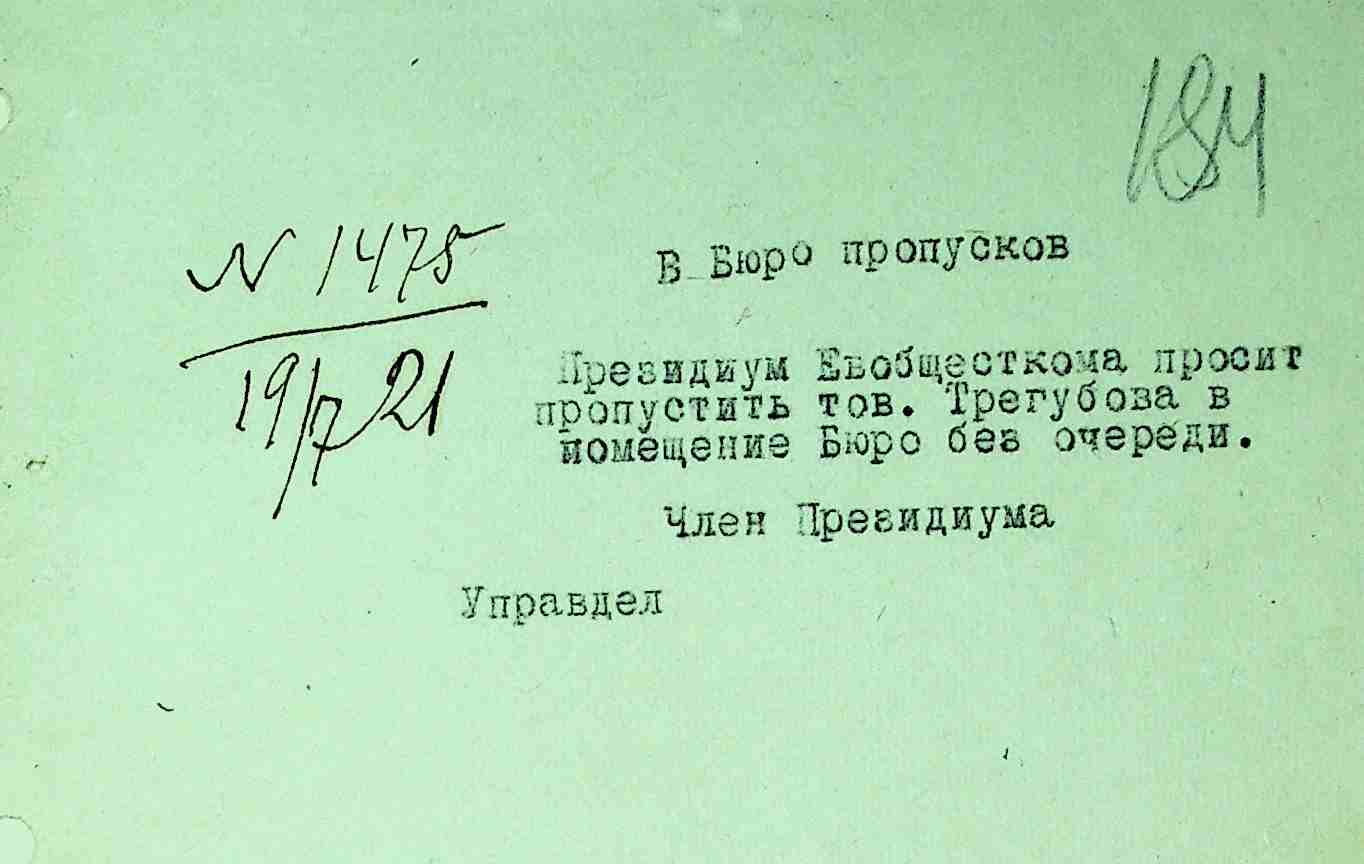 184
N 1475
19/7 21
В Бюро пропусков
Президиум Евобщесткома просит
пропустить тов. Трегубова в
помещение Бюро без очереди.
Член Президиума
Управдел